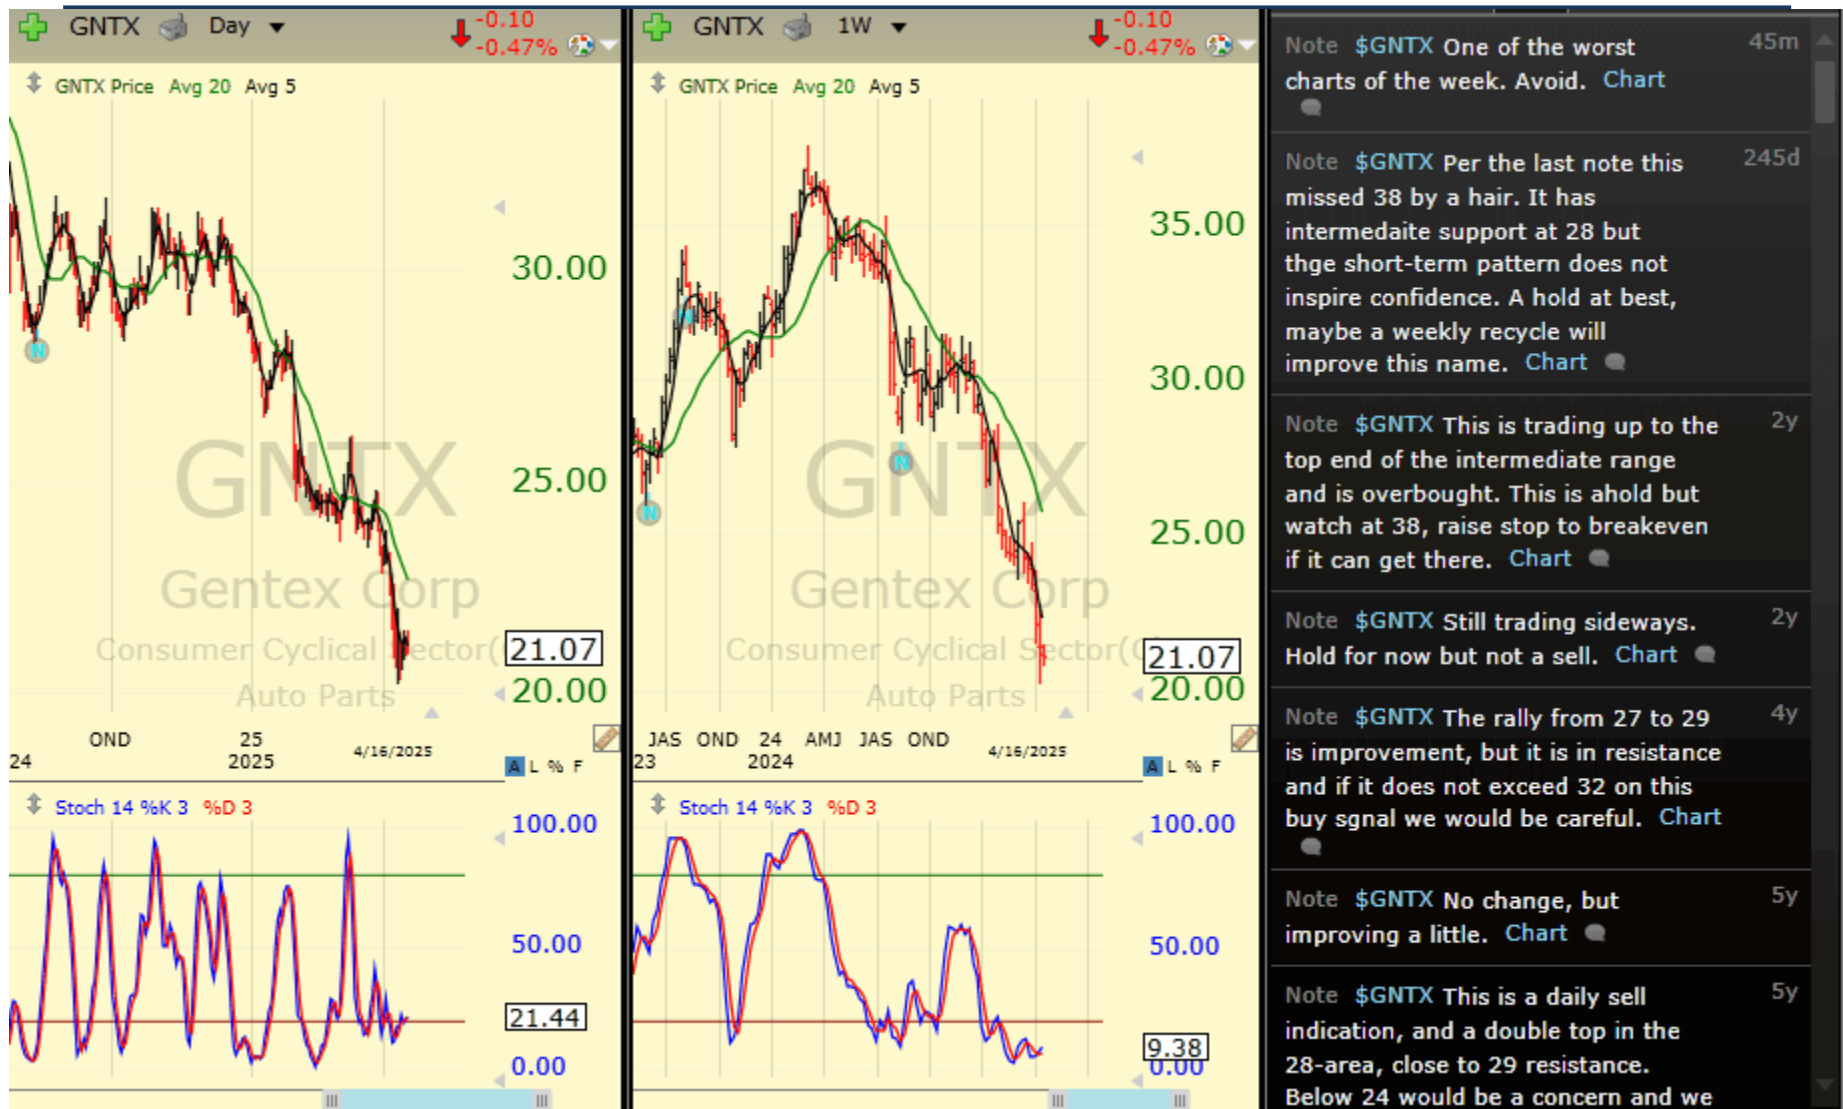 GNTX Day -0.10
-0.47%
GNTX Price Avg 20 Avg 5
30.00
25.00
GNTX
Gentex Corp
Consumer Cyclical Sector(
21.07
Auto Parts
20.00
OND 25
24 2025 4/16/2025
A L % F
Stoch 14 %K 3 %D 3
100.00
50.00
21.44
0.00
GNTX 1W -0.10
-0.47%
GNTX Price Avg 20 Avg 5
35.00
30.00
25.00
GNTX
Gentex Corp
Consumer Cyclical Sector(C
21.07
Auto Parts
20.00
JAS OND 24 AMJ JAS OND
23 2024 4/16/2025
A L % F
Stoch 14 %K 3 %D 3
100.00
50.00
9.38
0.00
N
N
N
N
Note $GNTX One of the worst 45m
charts of the week. Avoid. Chart
Note $GNTX Per the last note this 245d
missed 38 by a hair. It has
intermedaite support at 28 but
thge short-term pattern does not
inspire confidence. A hold at best,
maybe a weekly recycle will
improve this name. Chart
Note $GNTX This is trading up to the 2y
top end of the intermediate range
and is overbought. This is ahold but
watch at 38, raise stop to breakeven
if it can get there. Chart
Note $GNTX Still trading sideways. 2y
Hold for now but not a sell. Chart
Note $GNTX The rally from 27 to 29 4y
is improvement, but it is in resistance
and if it does not exceed 32 on this
buy sgnal we would be careful. Chart
Note $GNTX No change, but 5y
improving a little. Chart
Note $GNTX This is a daily sell 5y
indication, and a double top in the
28-area, close to 29 resistance.
Below 24 would be a concern and we